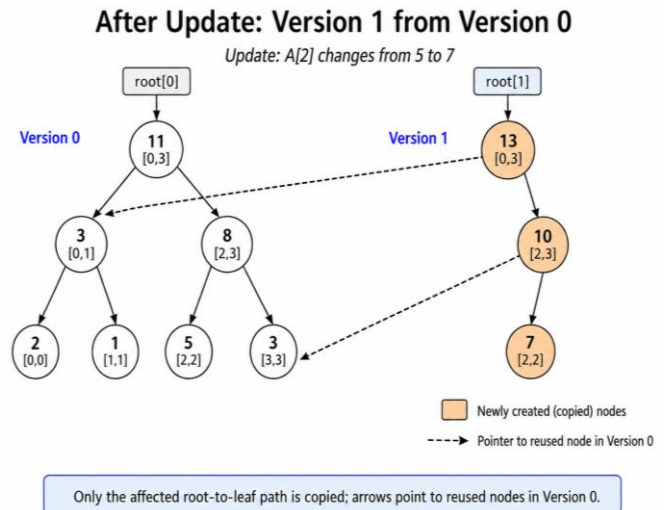 After Update: Version 1 from Version 0
Update: A[2] changes from 5 to 7
root[0]
root[1]
Version 0
Version 1
11
[0,3]
13
[0,3]
3
[0,1]
8
[2,3]
10
[2,3]
2
[0,0]
1
[1,1]
5
[2,2]
3
[3,3]
7
[2,2]
Newly created (copied) nodes
Pointer to reused node in Version 0
Only the affected root-to-leaf path is copied; arrows point to reused nodes in Version 0.